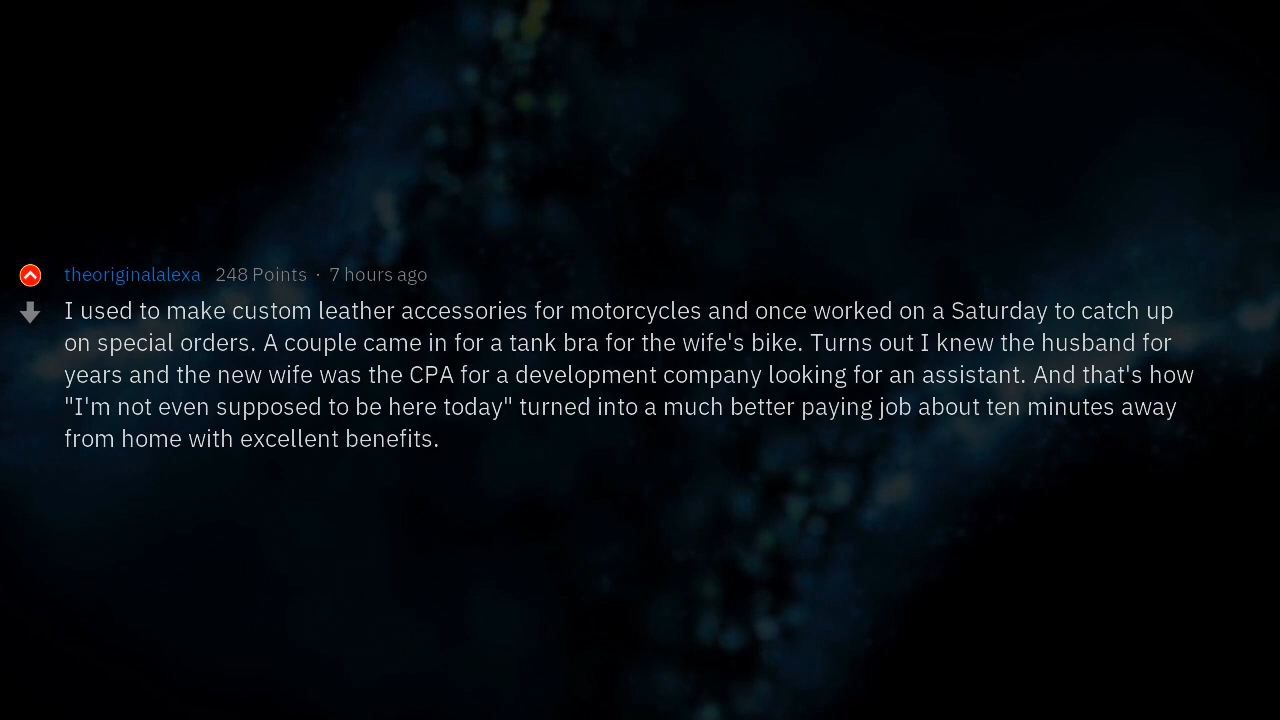 theoriginalalexa 248 Points · 7 hours ago
I used to make custom leather accessories for motorcycles and once worked on a Saturday to catch up
on special orders. A couple came in for a tank bra for the wife's bike. Turns out I knew the husband for
years and the new wife was the CPA for a development company looking for an assistant. And that's how
"I'm not even supposed to be here today" turned into a much better paying job about ten minutes away
from home with excellent benefits.